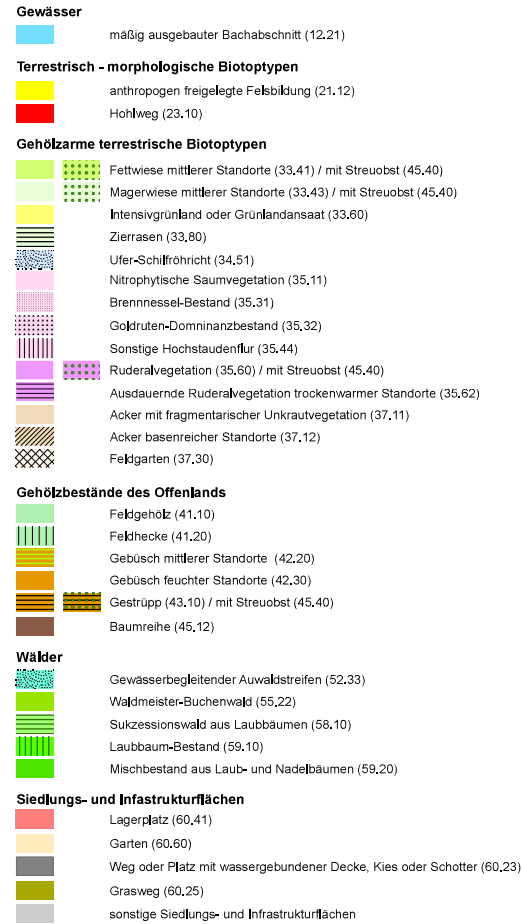 Gewässer
mäßig ausgebauter Bachabschnitt (12.21)
Terrestrisch - morphologische Biotoptypen
anthropogen freigelegte Felsbildung (21.12)
Hohlweg (23.10)
Gehölzarme terrestrische Biotoptypen
Fettwiese mittlerer Standorte (33.41) / mit Streuobst (45.40)
Magerwiese mittlerer Standorte (33.43) / mit Streuobst (45.40)
Intensivgrünland oder Grünlandansaat (33.60)
Zierrasen (33.80)
Ufer-Schilfröhricht (34.51)
Nitrophytische Saumvegetation (35.11)
Brennnessel-Bestand (35.31)
Goldruten-Domninanzbestand (35.32)
Sonstige Hochstaudenflur (35.44)
Ruderalvegetation (35.60) / mit Streuobst (45.40)
Ausdauernde Ruderalvegetation trockenwarmer Standorte (35.62)
Acker mit fragmentarischer Unkrautvegetation (37.11)
Acker basenreicher Standorte (37.12)
Feldgarten (37.30)
Gehölzbestände des Offenlands
Feldgehölz (41.10)
Feldhecke (41.20)
Gebüsch mittlerer Standorte (42.20)
Gebüsch feuchter Standorte (42.30)
Gestrüpp (43.10) / mit Streuobst (45.40)
Baumreihe (45.12)
Wälder
Gewässerbegleitender Auwaldstreifen (52.33)
Waldmeister-Buchenwald (55.22)
Sukzessionswald aus Laubbäumen (58.10)
Laubbaum-Bestand (59.10)
Mischbestand aus Laub- und Nadelbäumen (59.20)
Siedlungs- und Infastrukturflächen
Lagerplatz (60.41)
Garten (60.60)
Weg oder Platz mit wassergebundener Decke, Kies oder Schotter (60.23)
Grasweg (60.25)
sonstige Siedlungs- und Infrastrukturflächen